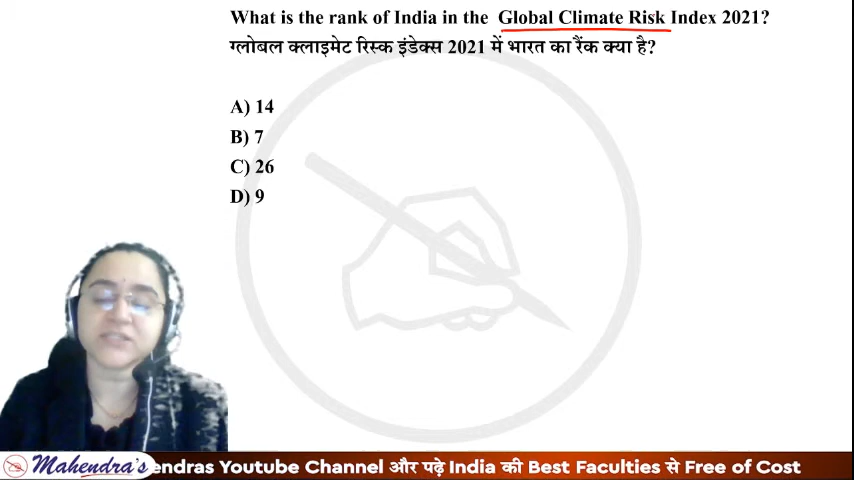 What is the rank of India in the Global Climate Risk Index 2021?
ग्लोबल क्लाइमेट रिस्क इंडेक्स 2021 में भारत का रैंक क्या है?
A) 14
B) 7
C) 26
D) 9
Mahendra's endras Youtube Channel और पढ़े India की Best Faculties से Free of Cost